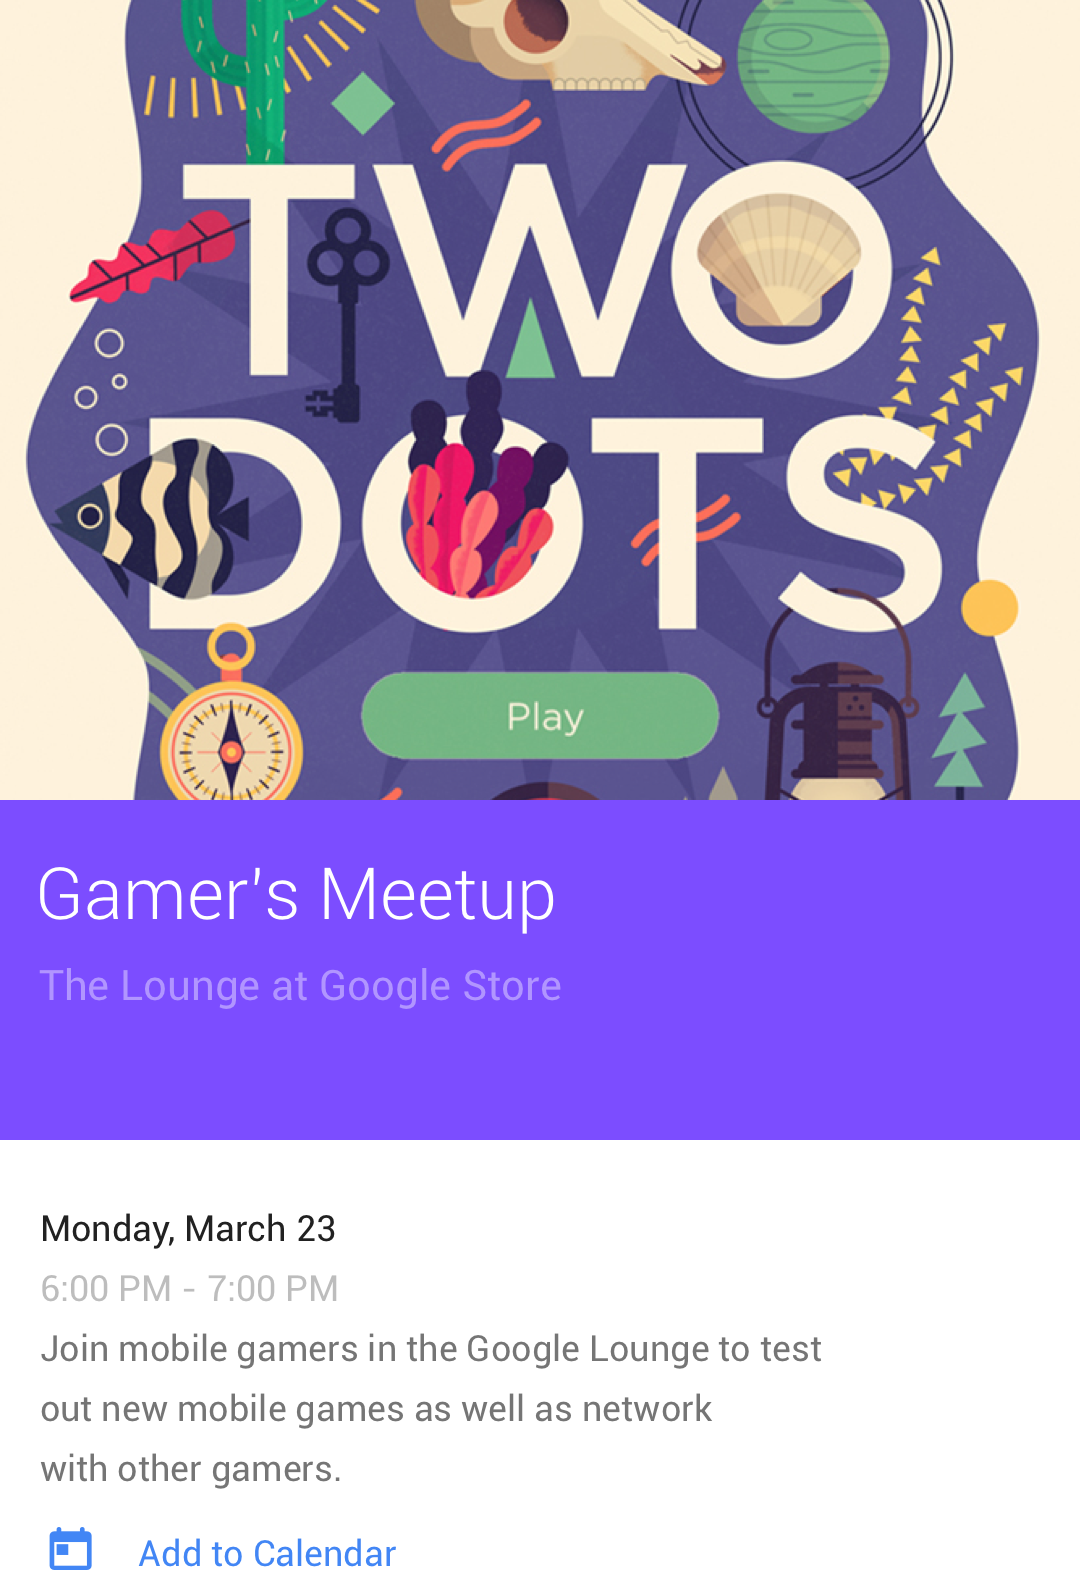 TWO
DOTS
Play
Gamer's Meetup
The Lounge at Google Store
Monday, March 23
6:00 PM - 7:00 PM
Join mobile gamers in the Google Lounge to test
out new mobile games as well as network
with other gamers.
Add to Calendar